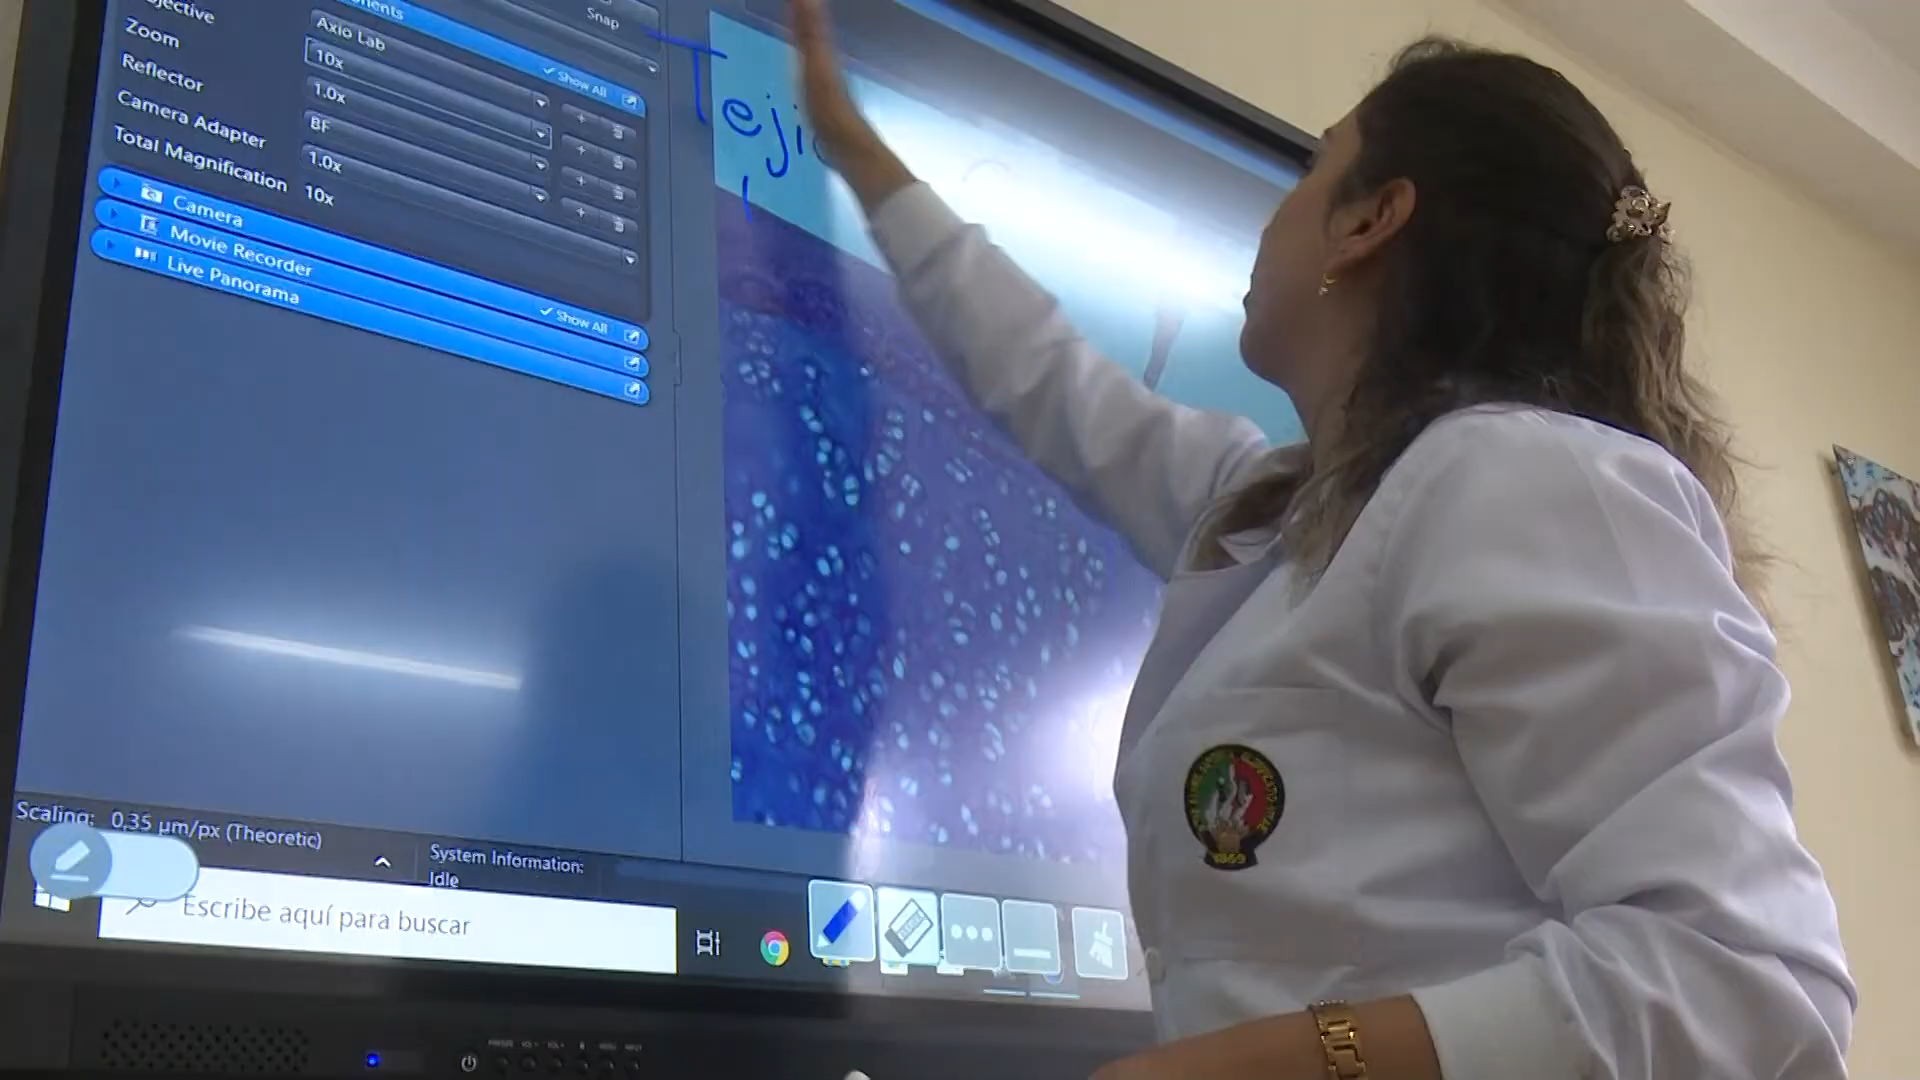 Snap
Zoom
Reflector
Camera Adapter
Total Magnification
Axio Lab
10x
1.0x
BF
1.0x
10x
Show All
Camera
Movie Recorder
Live Panorama
Show All
Teji
Scaling: 0,35 µm/px (Theoretic)
System Information:
Idle
Escribe aquí para buscar
1869